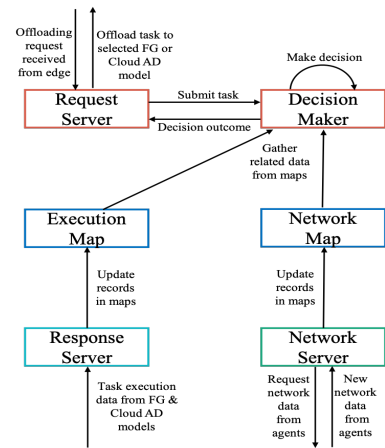 Offloading
request
received
from edge
Offload task to
selected FG or
Cloud AD
model
Make decision
Request
Server
Submit task
Decision outcome
Decision
Maker
Gather
related data
from maps
Execution
Map
Network
Map
Update
records
in maps
Update
records
in maps
Response
Server
Network
Server
Task execution
data from FG &
Cloud AD
models
Request
network
data
from
agents
New
network
data
from
agents